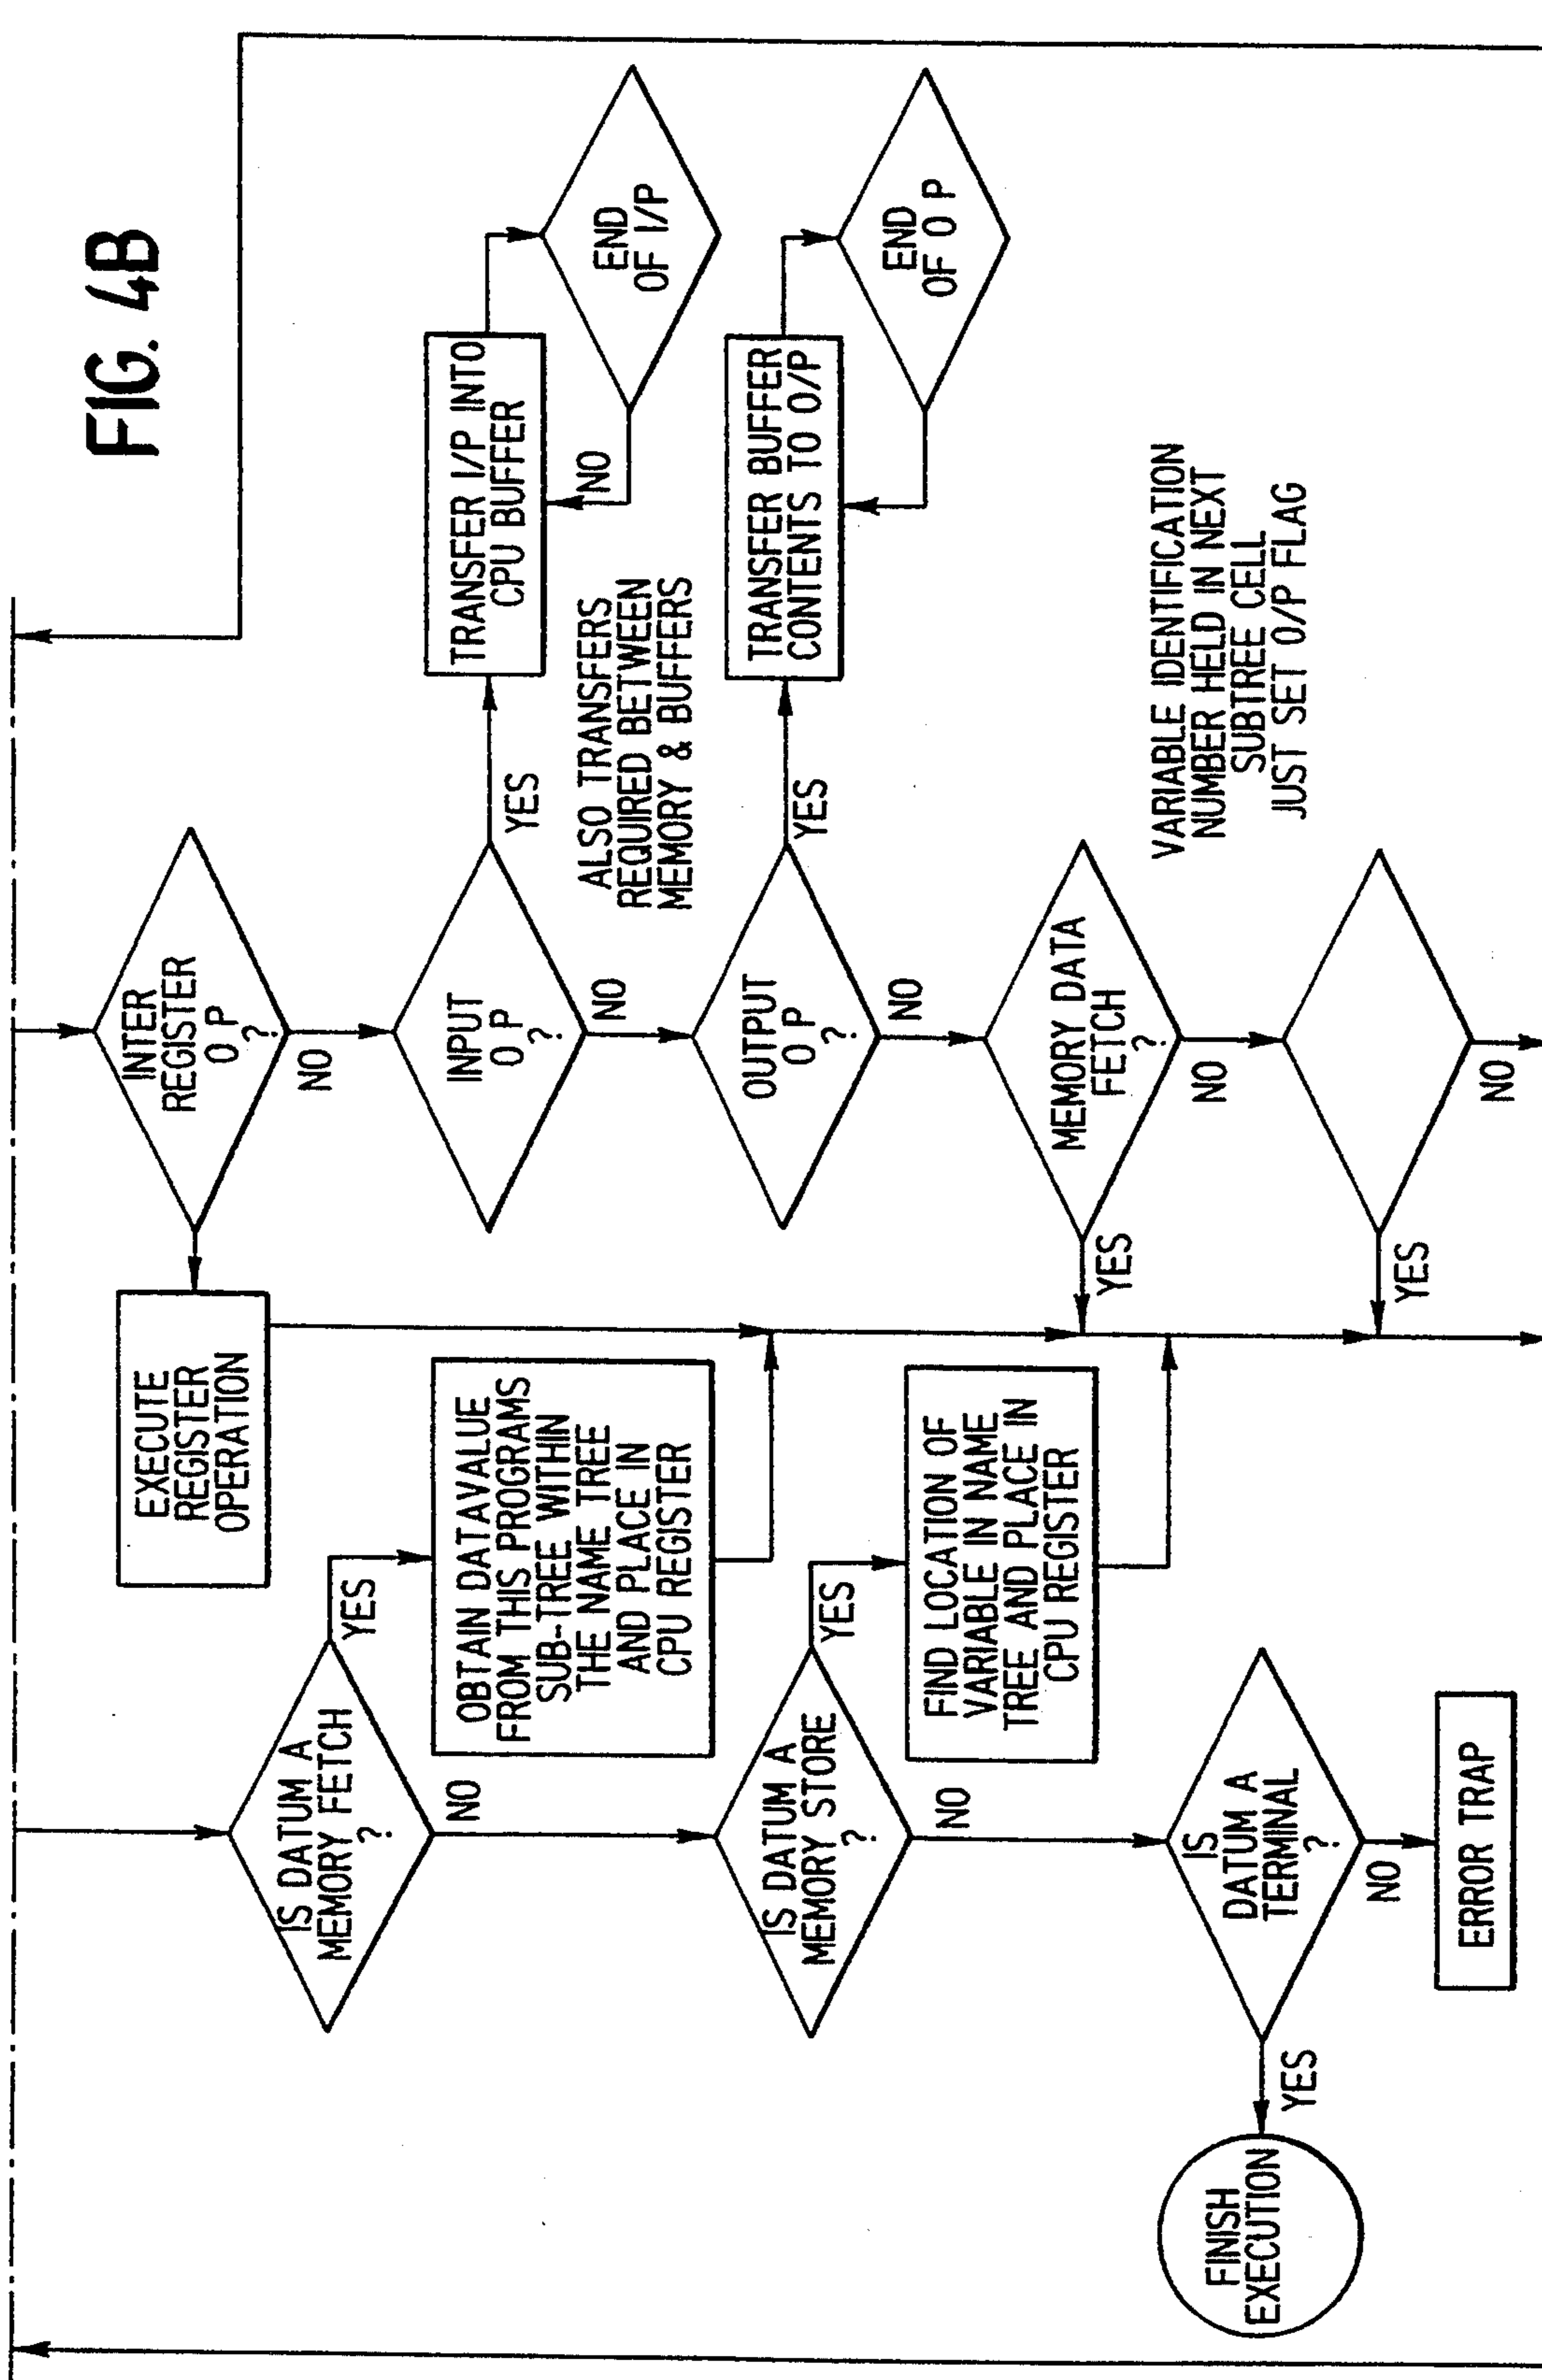 FIG. 4B
INTER
REGISTER
O P
?
NO
EXECUTE
REGISTER
OPERATION
INPUT
O P
?
YES
NO
TRANSFER I/P INTO
CPU BUFFER
END
OF I/P
NO
ALSO TRANSFERS
REQUIRED BETWEEN
MEMORY & BUFFERS
OUTPUT
O P
?
YES
NO
TRANSFER BUFFER
CONTENTS TO O/P
END
OF O P
MEMORY DATA
FETCH
?
YES
NO
VARIABLE IDENTIFICATION
NUMBER HELD IN NEXT
SUBTREE CELL
JUST SET O/P FLAG
YES
NO
IS DATUM A
MEMORY FETCH
?
YES
NO
OBTAIN DATAVALUE
FROM THIS PROGRAMS
SUB-TREE WITHIN
THE NAME TREE
AND PLACE IN
CPU REGISTER
IS DATUM A
MEMORY STORE
?
YES
NO
FIND LOCATION OF
VARIABLE IN NAME
TREE AND PLACE IN
CPU REGISTER
IS
DATUM A
TERMINAL
?
YES
NO
FINISH
EXECUTION
ERROR TRAP